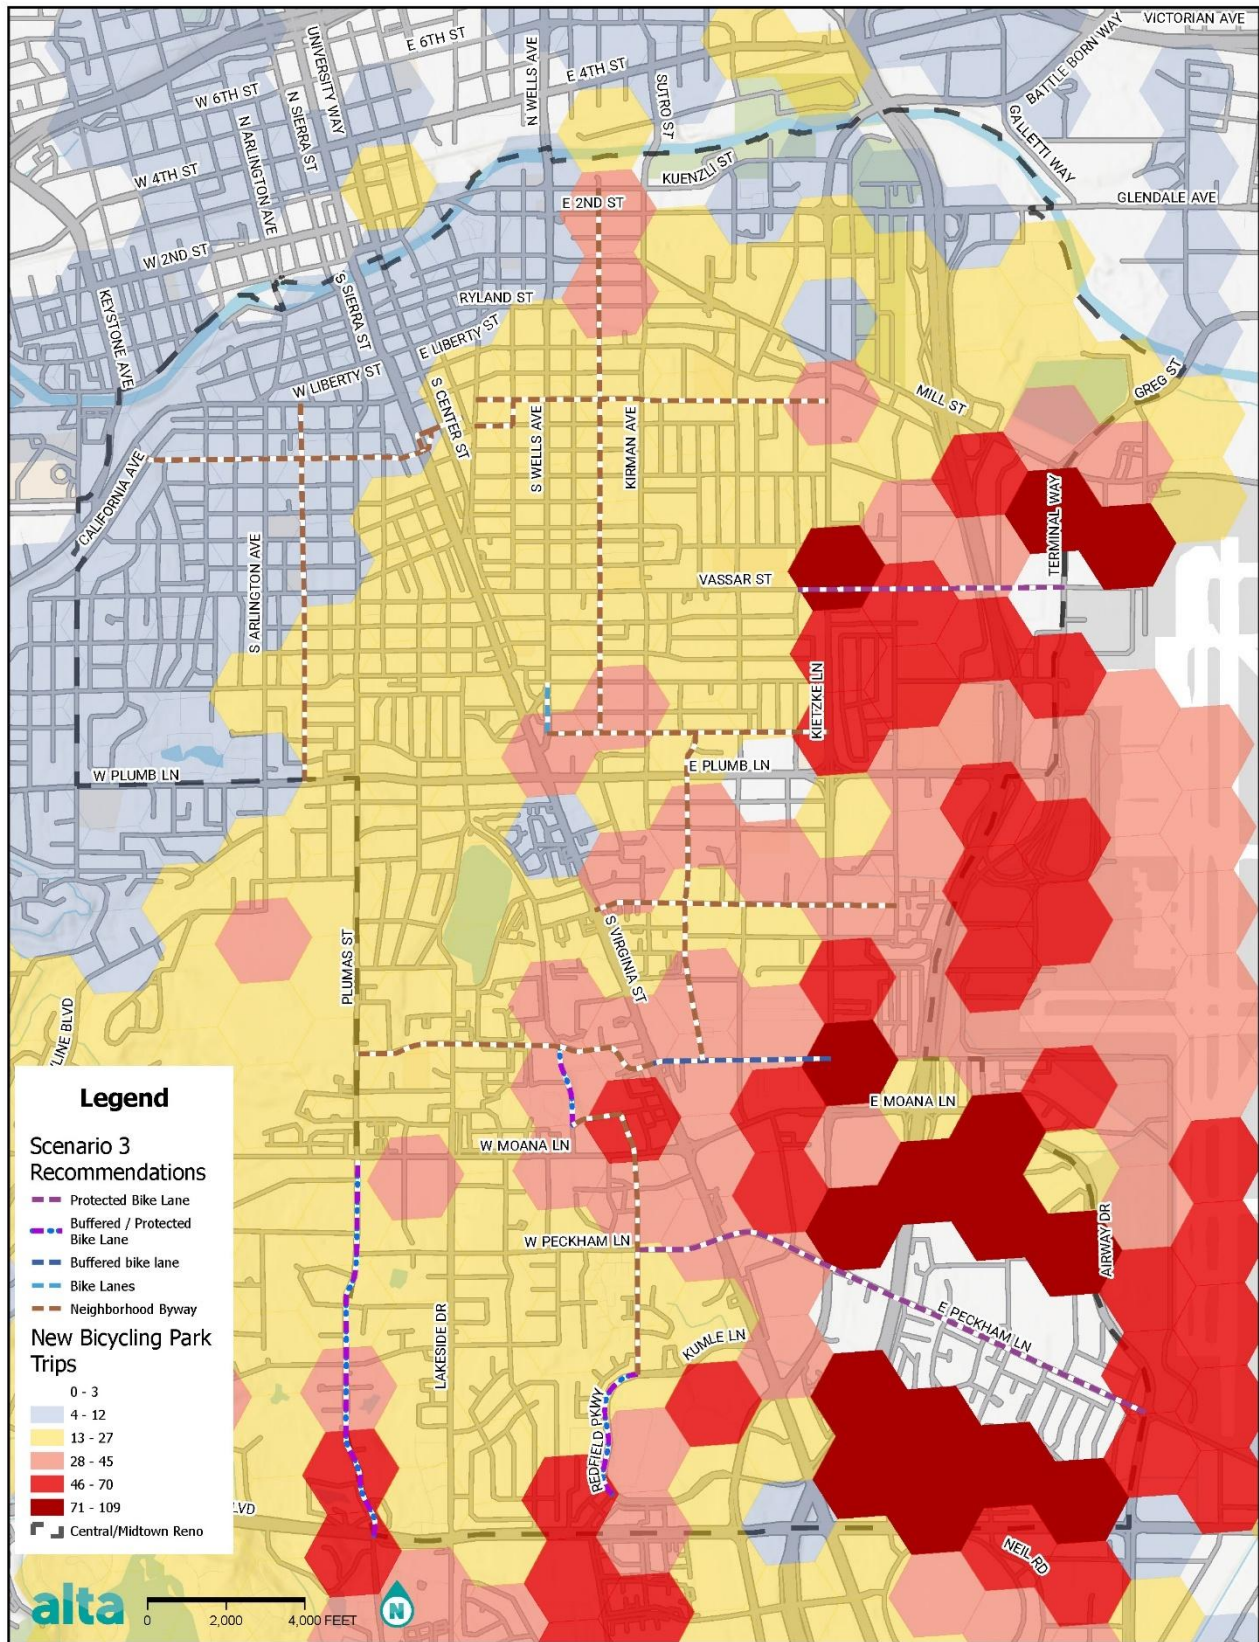 VICTORIAN AVE
E 6TH ST
UNIVERSITY WAY
N WELLS AVE
E 4TH ST
BATTLE BORN WAY
W 6TH ST
N SIERRA ST
SUTRO ST
N ARLINGTON AVE
GALLETTI WAY
W 4TH ST
KUENZLI ST
E 2ND ST
GLENDALE AVE
W 2ND ST
KEYSTONE AVE
S SIERRA ST
RYLAND ST
E LIBERTY ST
W LIBERTY ST
S CENTER ST
MILL ST
GREG ST
CALIFORNIA AVE
S WELLS AVE
KIRMAN AVE
TERMINAL WAY
S ARLINGTON AVE
VASSAR ST
KIETZKE LN
W PLUMB LN
E PLUMB LN
PLUMAS ST
S VIRGINIA ST
YLINE BLVD
E MOANA LN
W MOANA LN
W PECKHAM LN
AIRWAY DR
E PECKHAM LN
LAKESIDE DR
KUMLE LN
REDFIELD PKWY
LVD
NEIL RD
Legend
Scenario 3
Recommendations
Protected Bike Lane
Buffered / Protected
Bike Lane
Buffered bike lane
Bike Lanes
Neighborhood Byway
New Bicycling Park
Trips
0 - 3
4 - 12
13 - 27
28 - 45
46 - 70
71 - 109
Central/Midtown Reno
alta
0 2,000 4,000 FEET
N